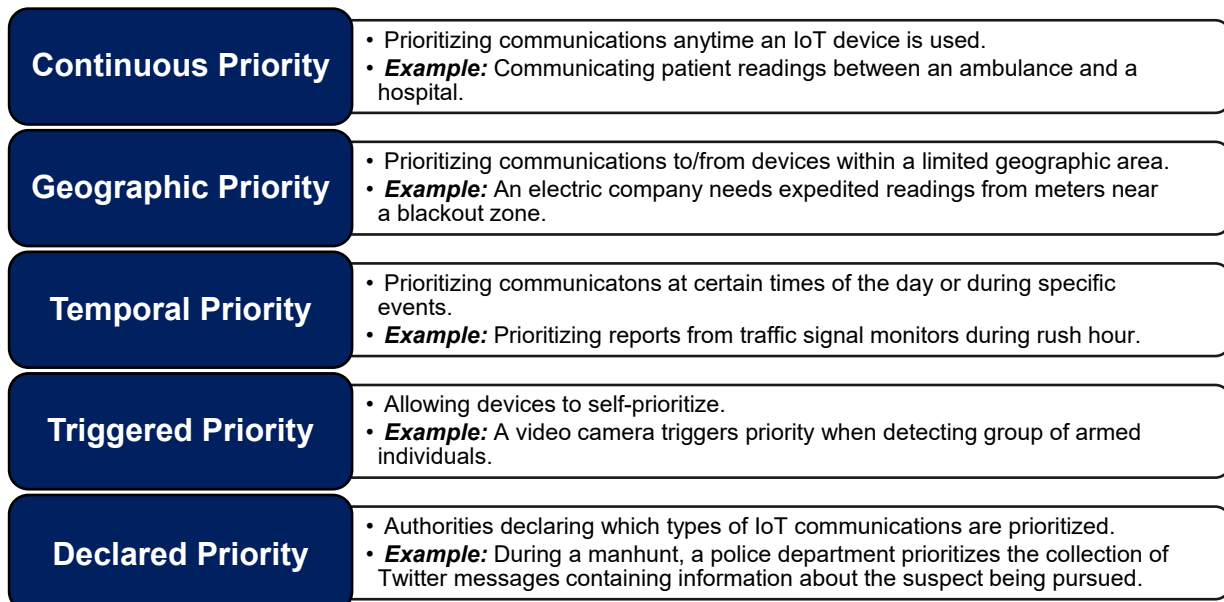 Continuous Priority
• Prioritizing communications anytime an IoT device is used.
• Example: Communicating patient readings between an ambulance and a
hospital.
Geographic Priority
• Prioritizing communications to/from devices within a limited geographic area.
• Example: An electric company needs expedited readings from meters near
a blackout zone.
Temporal Priority
• Prioritizing communicatons at certain times of the day or during specific
events.
• Example: Prioritizing reports from traffic signal monitors during rush hour.
Triggered Priority
• Allowing devices to self-prioritize.
• Example: A video camera triggers priority when detecting group of armed
individuals.
Declared Priority
• Authorities declaring which types of IoT communications are prioritized.
• Example: During a manhunt, a police department prioritizes the collection of
Twitter messages containing information about the suspect being pursued.